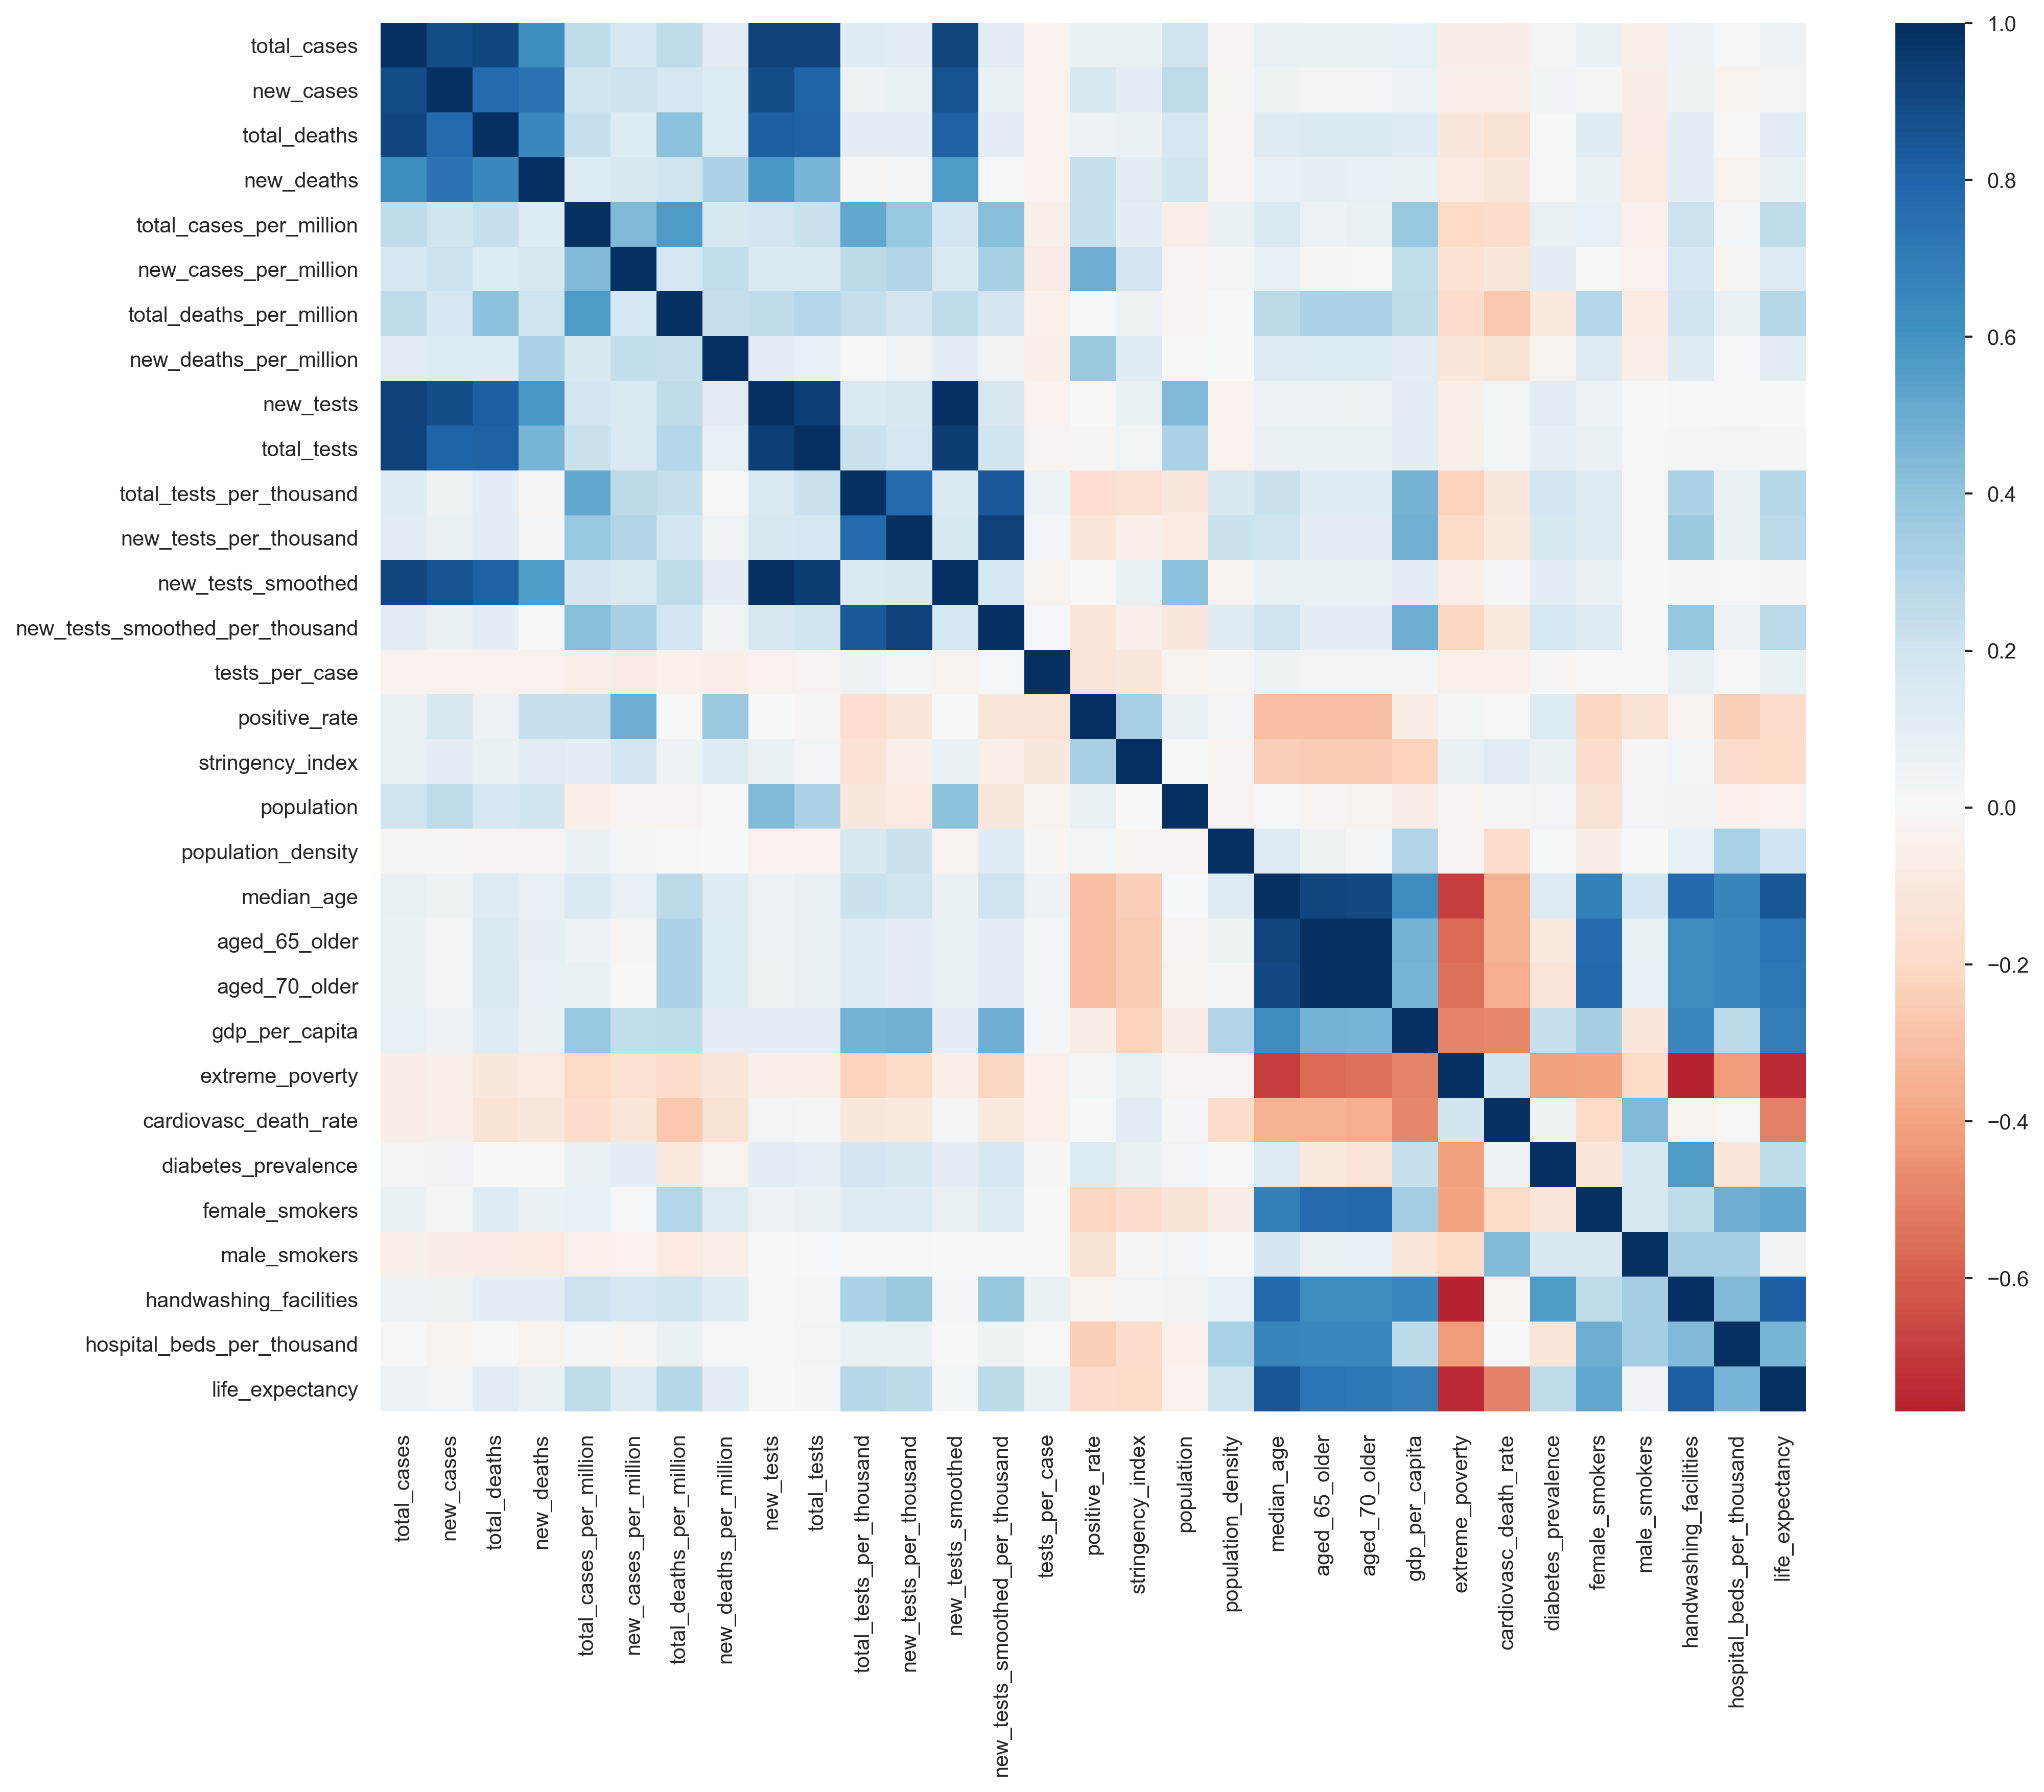 total_cases
new_cases
total_deaths
new_deaths
total_cases_per_million
new_cases_per_million
total_deaths_per_million
new_deaths_per_million
new_tests
total_tests
total_tests_per_thousand
new_tests_per_thousand
new_tests_smoothed
new_tests_smoothed_per_thousand
tests_per_case
positive_rate
stringency_index
population
population_density
median_age
aged_65_older
aged_70_older
gdp_per_capita
extreme_poverty
cardiovasc_death_rate
diabetes_prevalence
female_smokers
male_smokers
handwashing_facilities
hospital_beds_per_thousand
life_expectancy
total_cases
new_cases
total_deaths
new_deaths
total_cases_per_million
new_cases_per_million
total_deaths_per_million
new_deaths_per_million
new_tests
total_tests
total_tests_per_thousand
new_tests_per_thousand
new_tests_smoothed
new_tests_smoothed_per_thousand
tests_per_case
positive_rate
stringency_index
population
population_density
median_age
aged_65_older
aged_70_older
gdp_per_capita
extreme_poverty
cardiovasc_death_rate
diabetes_prevalence
female_smokers
male_smokers
handwashing_facilities
hospital_beds_per_thousand
life_expectancy
1.0
0.8
0.6
0.4
0.2
0.0
−0.2
−0.4
−0.6